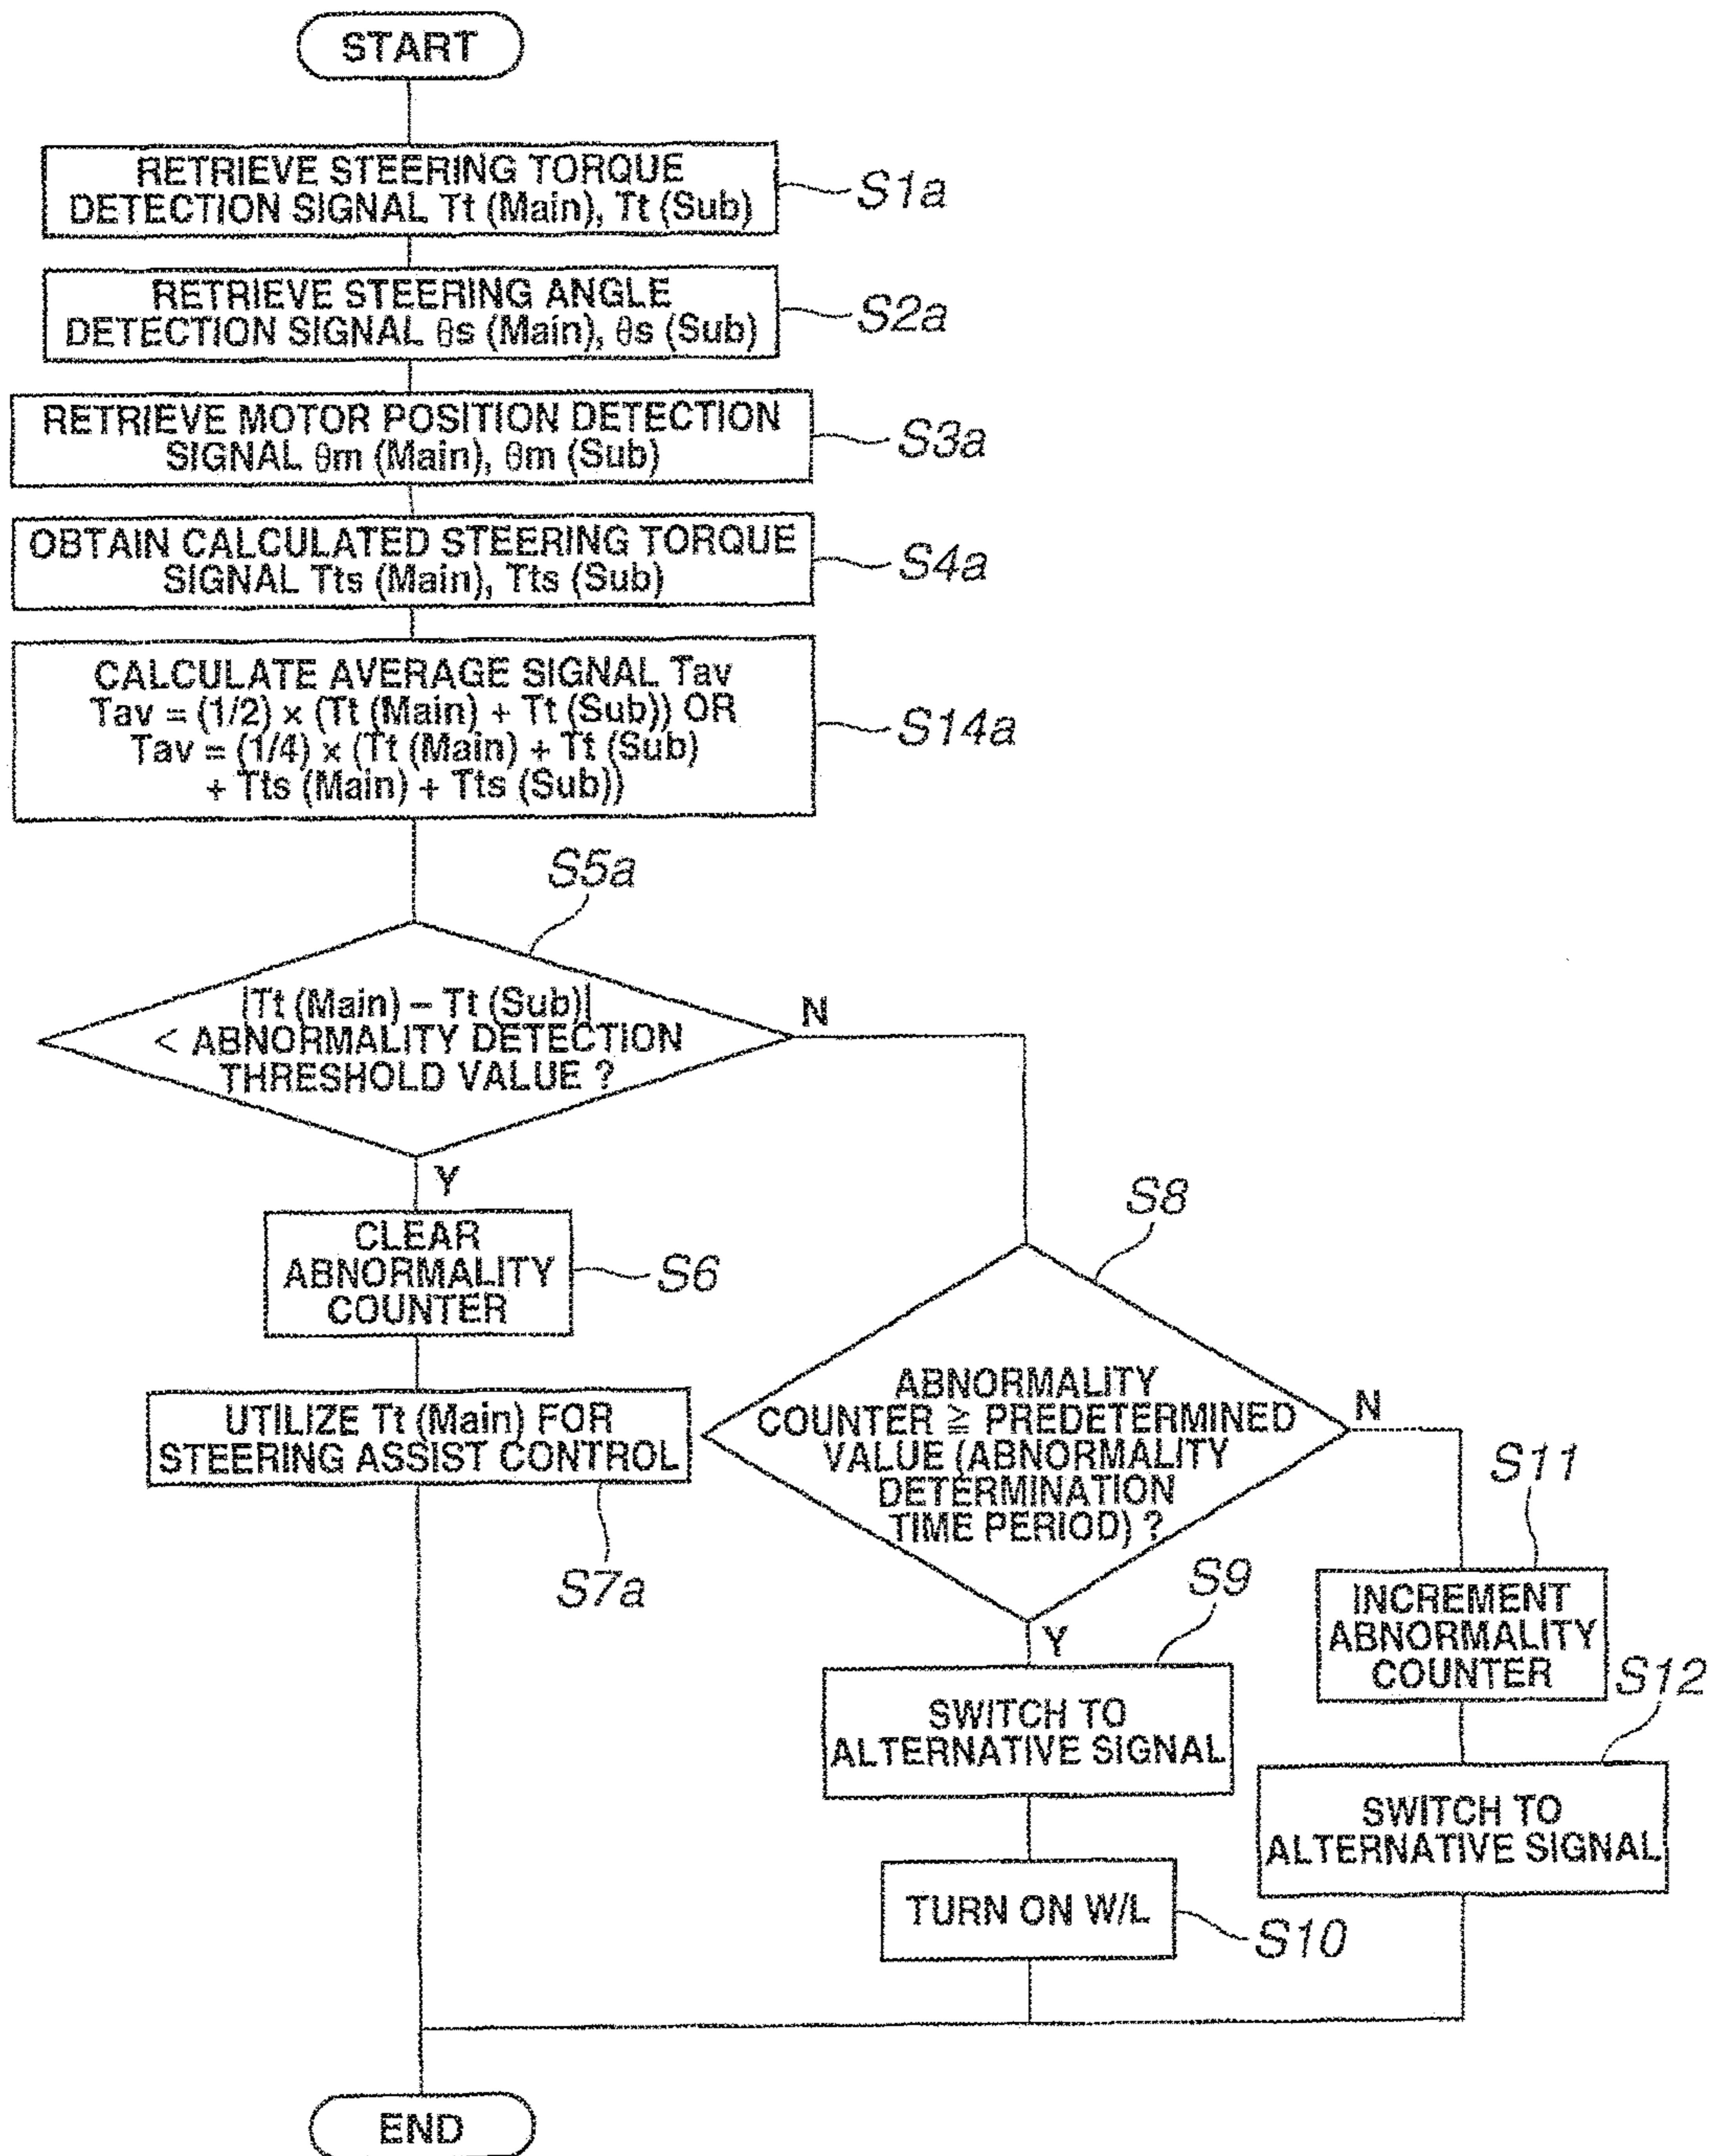 START
RETRIEVE STEERING TORQUE
DETECTION SIGNAL Tt (Main), Tt (Sub)
S1a
RETRIEVE STEERING ANGLE
DETECTION SIGNAL θs (Main), θs (Sub)
S2a
RETRIEVE MOTOR POSITION DETECTION
SIGNAL θm (Main), θm (Sub)
S3a
OBTAIN CALCULATED STEERING TORQUE
SIGNAL Tts (Main), Tts (Sub)
S4a
CALCULATE AVERAGE SIGNAL Tav
Tav = (1/2) × (Tt (Main) + Tt (Sub)) OR
Tav = (1/4) × (Tt (Main) + Tt (Sub)
+ Tts (Main) + Tts (Sub))
S14a
S5a
|Tt (Main) – Tt (Sub)|
< ABNORMALITY DETECTION
THRESHOLD VALUE ?
N
Y
CLEAR
ABNORMALITY
COUNTER
S6
UTILIZE Tt (Main) FOR
STEERING ASSIST CONTROL
S7a
S8
ABNORMALITY
COUNTER ≧ PREDETERMINED
VALUE (ABNORMALITY
DETERMINATION
TIME PERIOD) ?
N
Y
S9
SWITCH TO
ALTERNATIVE SIGNAL
TURN ON W/L
S10
S11
INCREMENT
ABNORMALITY
COUNTER
S12
SWITCH TO
ALTERNATIVE SIGNAL
END